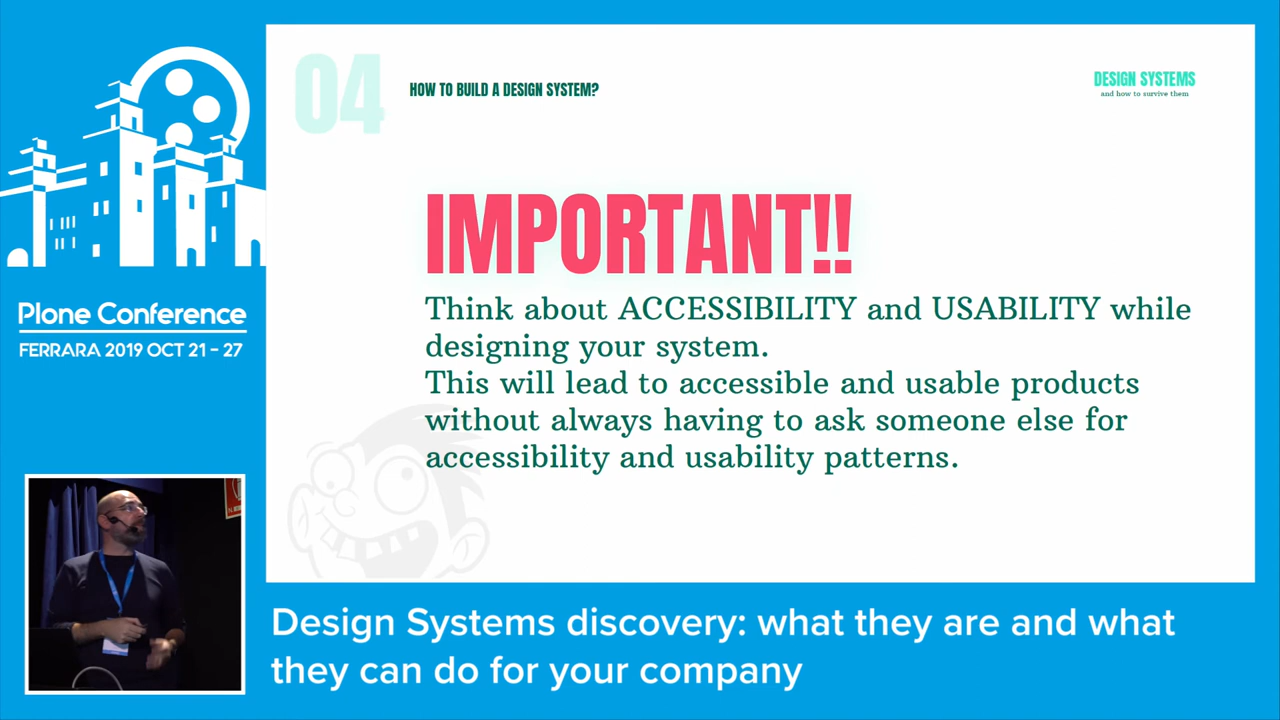 04
HOW TO BUILD A DESIGN SYSTEM?
DESIGN SYSTEMS
and how to survive them
IMPORTANT!!
Think about ACCESSIBILITY and USABILITY while
designing your system.
This will lead to accessible and usable products
without always having to ask someone else for
accessibility and usability patterns.
Plone Conference
FERRARA 2019 OCT 21 - 27
Design Systems discovery: what they are and what
they can do for your company